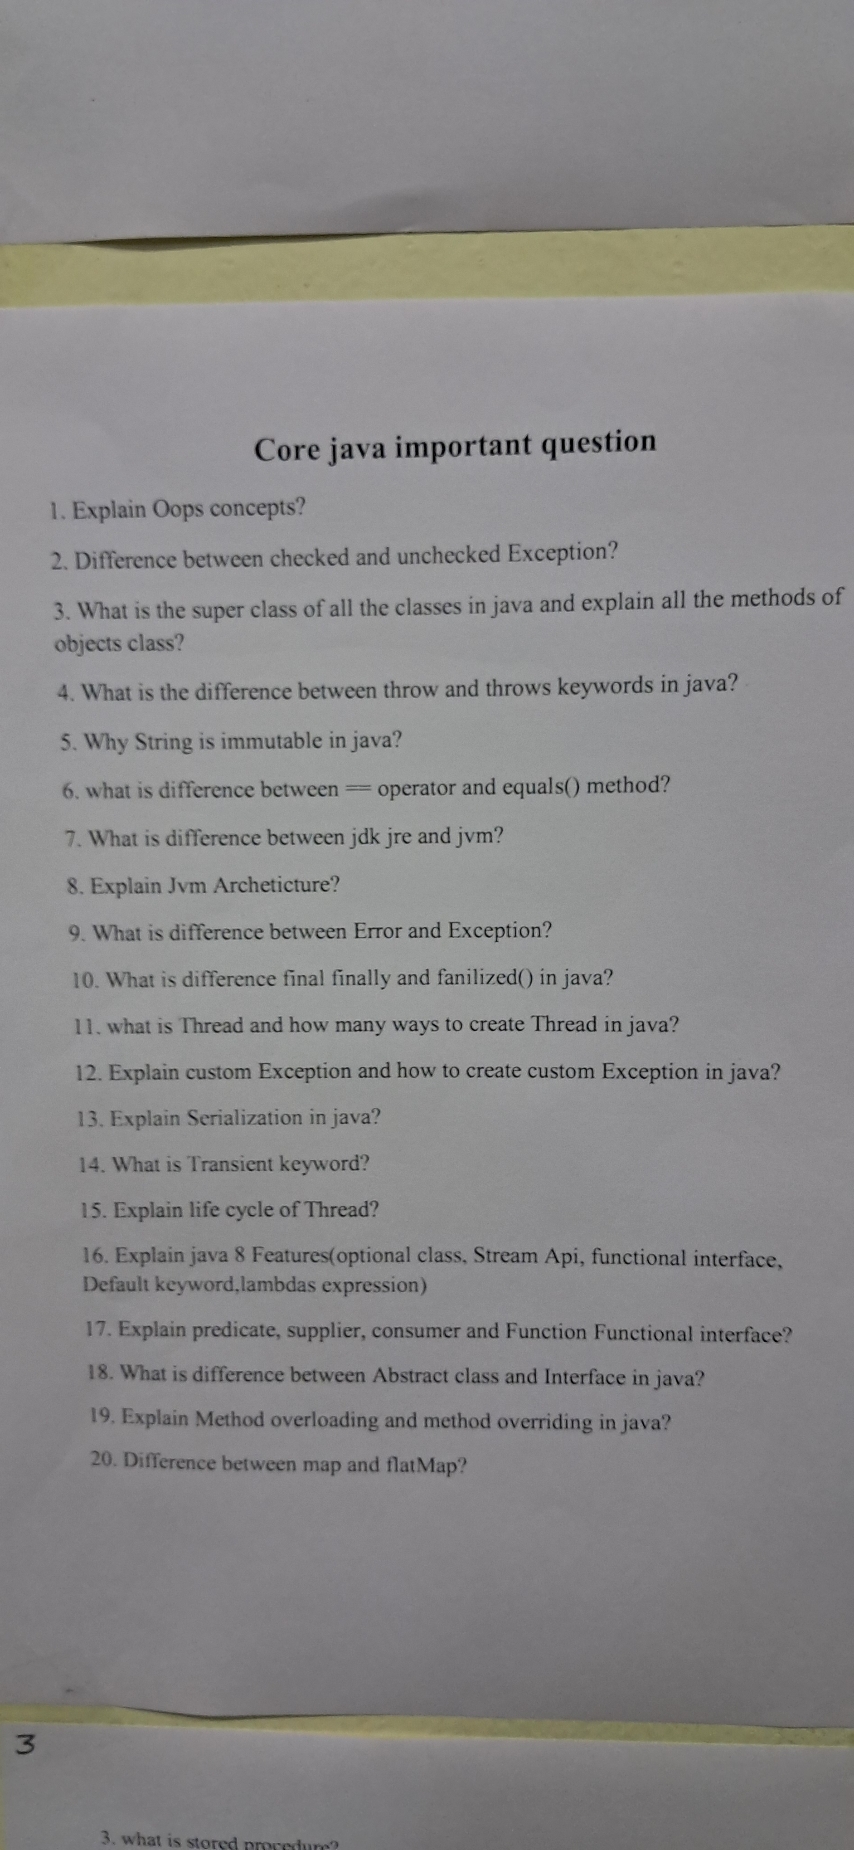 Core java important question
1. Explain Oops concepts?
2. Difference between checked and unchecked Exception?
3. What is the super class of all the classes in java and explain all the methods of
objects class?
4. What is the difference between throw and throws keywords in java?
5. Why String is immutable in java?
6. what is difference between == operator and equals() method?
7. What is difference between jdk jre and jvm?
8. Explain Jvm Archeticture?
9. What is difference between Error and Exception?
10. What is difference final finally and fanilized() in java?
11. what is Thread and how many ways to create Thread in java?
12. Explain custom Exception and how to create custom Exception in java?
13. Explain Serialization in java?
14. What is Transient keyword?
15. Explain life cycle of Thread?
16. Explain java 8 Features(optional class, Stream Api, functional interface,
Default keyword,lambdas expression)
17. Explain predicate, supplier, consumer and Function Functional interface?
18. What is difference between Abstract class and Interface in java?
19. Explain Method overloading and method overriding in java?
20. Difference between map and flatMap?
3
3. what is stored procedure?